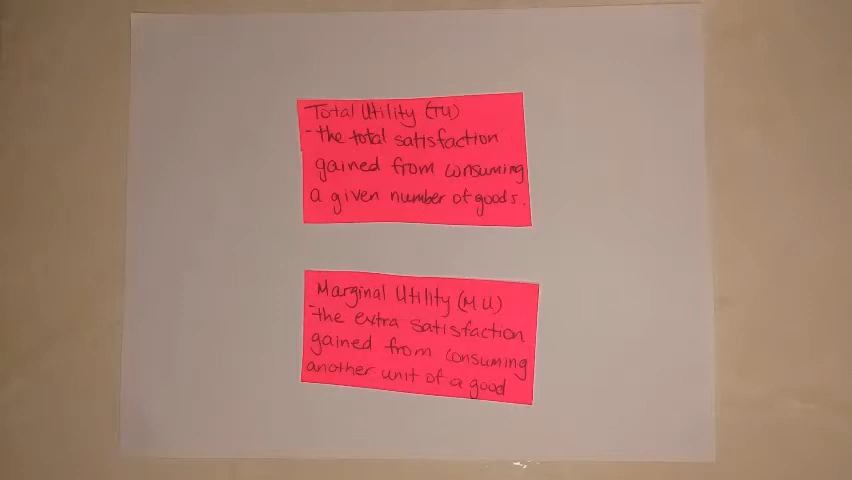 Total Utility (TU)
- the total satisfaction
gained from consuming
a given number of goods.
Marginal Utility (MU)
- the extra satisfaction
gained from consuming
another unit of a good